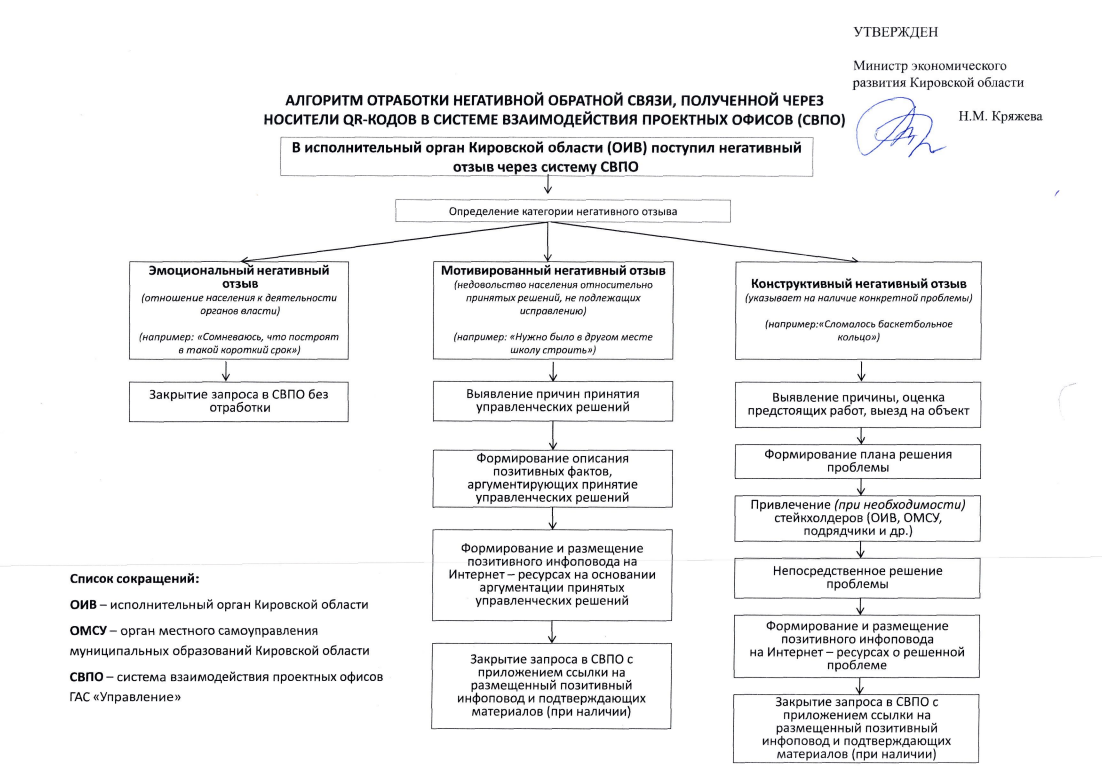 УТВЕРЖДЕН
Министр экономического
развития Кировской области
Н.М. Кряжева
АЛГОРИТМ ОТРАБОТКИ НЕГАТИВНОЙ ОБРАТНОЙ СВЯЗИ, ПОЛУЧЕННОЙ ЧЕРЕЗ
НОСИТЕЛИ QR-КОДОВ В СИСТЕМЕ ВЗАИМОДЕЙСТВИЯ ПРОЕКТНЫХ ОФИСОВ (СВПО)
В исполнительный орган Кировской области (ОИВ) поступил негативный
отзыв через систему СВПО
Определение категории негативного отзыва
Эмоциональный негативный
отзыв
(отношение населения к деятельности
органов власти)
(например: «Сомневаюсь, что построят
в такой короткий срок»)
Закрытие запроса в СВПО без
отработки
Мотивированный негативный отзыв
(недовольство населения относительно
принятых решений, не подлежащих
исправлению)
(например: «Нужно было в другом месте
школу строить»)
Выявление причин принятия
управленческих решений
Формирование описания
позитивных фактов,
аргументирующих принятие
управленческих решений
Формирование и размещение
позитивного инфоповода на
Интернет – ресурсах на основании
аргументации принятых
управленческих решений
Закрытие запроса в СВПО с
приложением ссылки на
размещенный позитивный
инфоповод и подтверждающих
материалов (при наличии)
Конструктивный негативный отзыв
(указывает на наличие конкретной проблемы)
(например:«Сломалось баскетбольное
кольцо»)
Выявление причины, оценка
предстоящих работ, выезд на объект
Формирование плана решения
проблемы
Привлечение (при необходимости)
стейкхолдеров (ОИВ, ОМСУ,
подрядчики и др.)
Непосредственное решение
проблемы
Формирование и размещение
позитивного инфоповода
на Интернет – ресурсах о решенной
проблеме
Закрытие запроса в СВПО с
приложением ссылки на
размещенный позитивный
инфоповод и подтверждающих
материалов (при наличии)
Список сокращений:
ОИВ – исполнительный орган Кировской области
ОМСУ – орган местного самоуправления
муниципальных образований Кировской области
СВПО – система взаимодействия проектных офисов
ГАС «Управление»